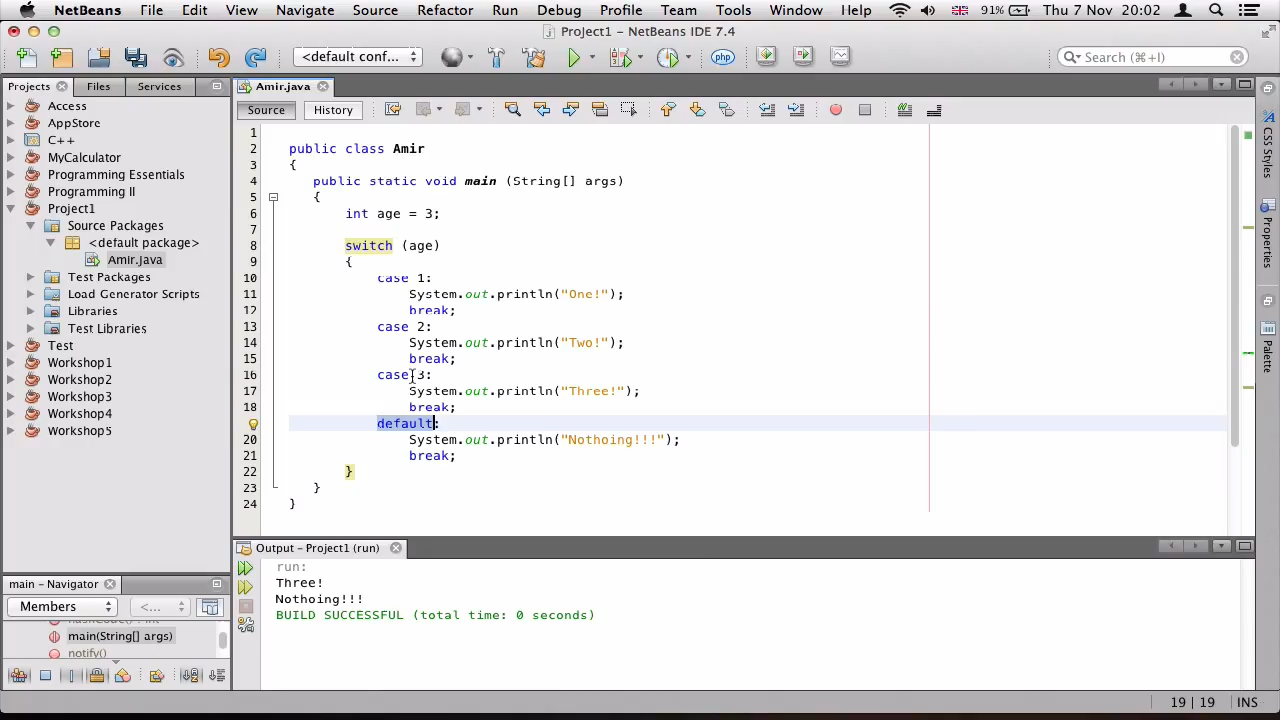 NetBeans File Edit View Navigate Source Refactor Run Debug Profile Team Tools Window Help 91% Thu 7 Nov 20:02
Project1 – NetBeans IDE 7.4
<default conf... php Search (⌘+I)
Projects Files Services
Access
AppStore
C++
MyCalculator
Programming Essentials
Programming II
Project1
Source Packages
<default package>
Amir.java
Test Packages
Load Generator Scripts
Libraries
Test Libraries
Test
Workshop1
Workshop2
Workshop3
Workshop4
Workshop5
main – Navigator
Members <...
hashCode() : int
main(String[] args)
notify()
Amir.java
Source History
1
2 public class Amir
3 {
4 public static void main (String[] args)
5 {
6 int age = 3;
7
8 switch (age)
9 {
10 case 1:
11 System.out.println("One!");
12 break;
13 case 2:
14 System.out.println("Two!");
15 break;
16 case 3:
17 System.out.println("Three!");
18 break;
default:
20 System.out.println("Nothoing!!!");
21 break;
22 }
23 }
24 }
Output – Project1 (run)
run:
Three!
Nothoing!!!
BUILD SUCCESSFUL (total time: 0 seconds)
CSS Styles
Properties
Palette
19 | 19 INS